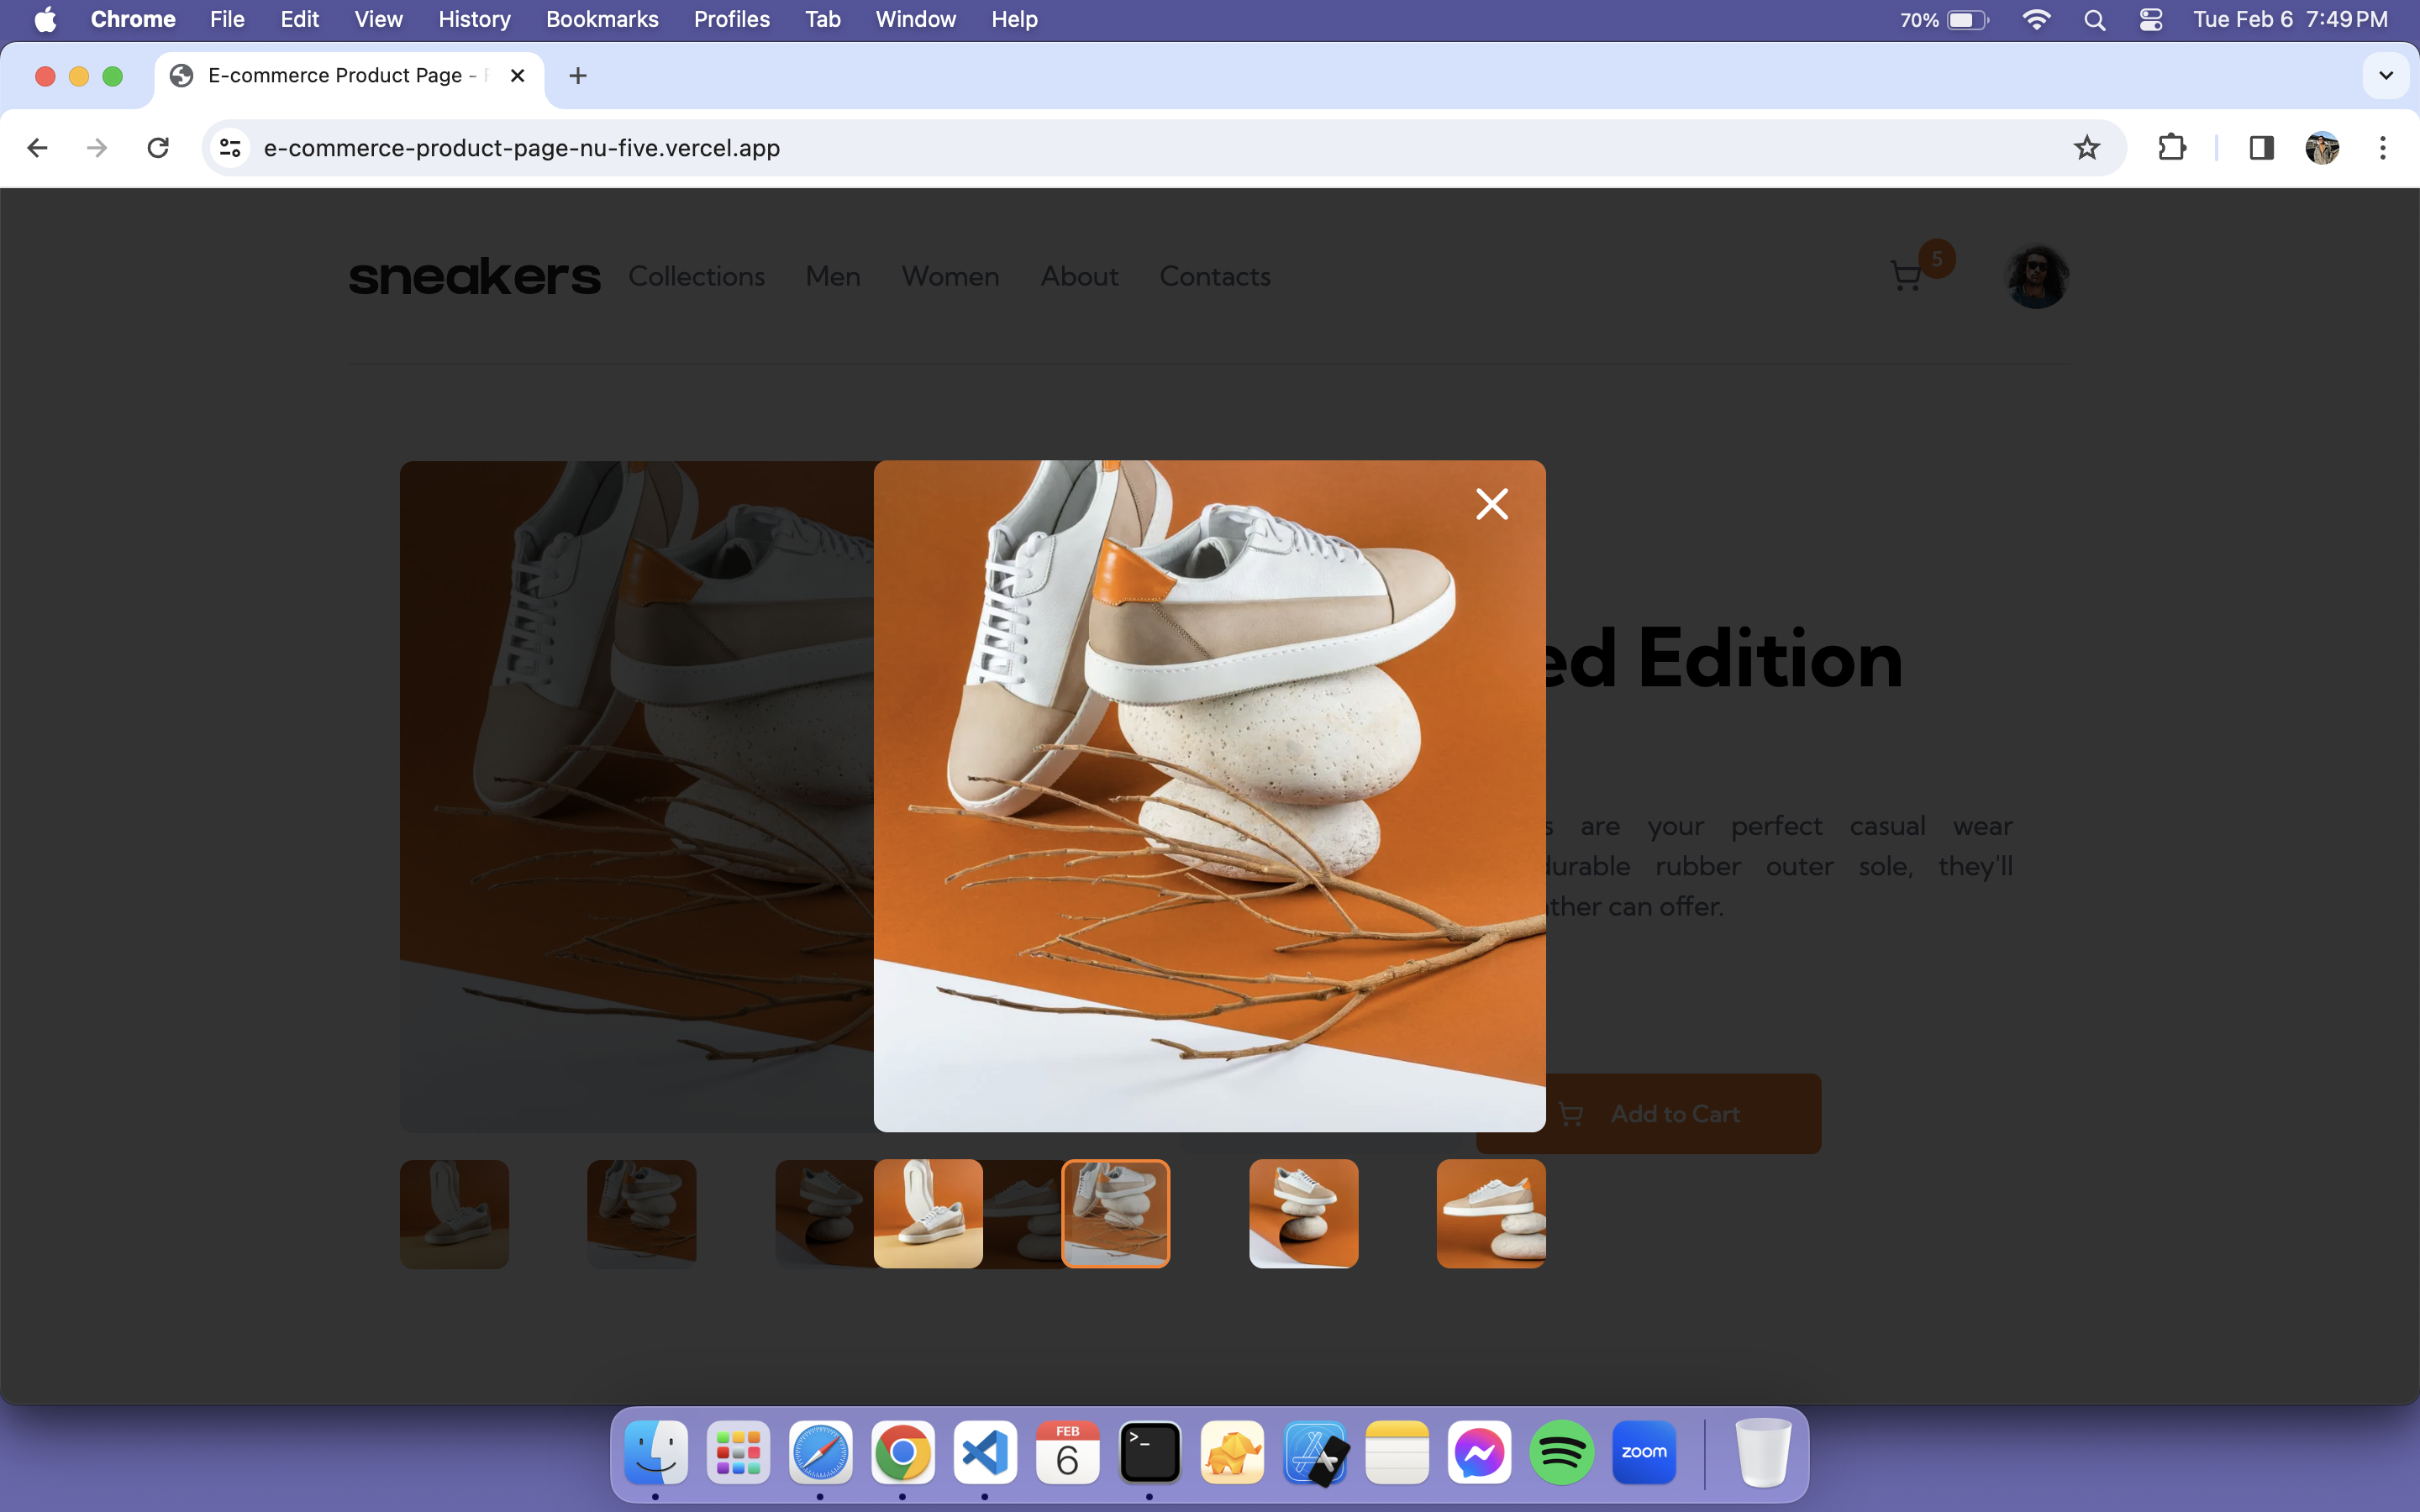 Chrome File Edit View History Bookmarks Profiles Tab Window Help 70% Tue Feb 6 7:49 PM
E-commerce Product Page -
e-commerce-product-page-nu-five.vercel.app
sneakers Collections Men Women About Contacts 5
ed Edition
are your perfect casual wear
durable rubber outer sole, they'll
can offer.
Add to Cart
FEB
6
>_
zoom